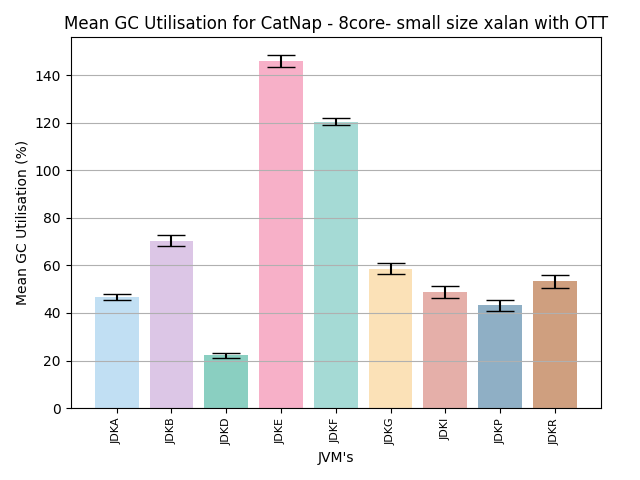 Mean GC Utilisation for CatNap - 8core- small size xalan with OTT
Mean GC Utilisation (%)
140
120
100
80
60
40
20
0
JDKA
JDKB
JDKD
JDKE
JDKF
JDKG
JDKI
JDKP
JDKR
JVM's